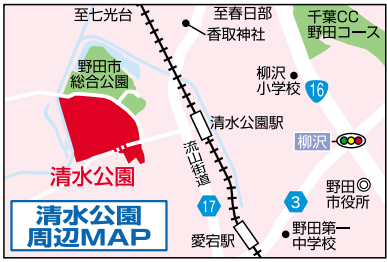 至七光台
至春日部
香取神社
千葉CC
野田コース
野田市
総合公園
柳沢
小学校
16
清水公園駅
柳沢
清水公園
流山街道
野田
市役所
17
3
清水公園
周辺MAP
愛宕駅
野田第一
中学校